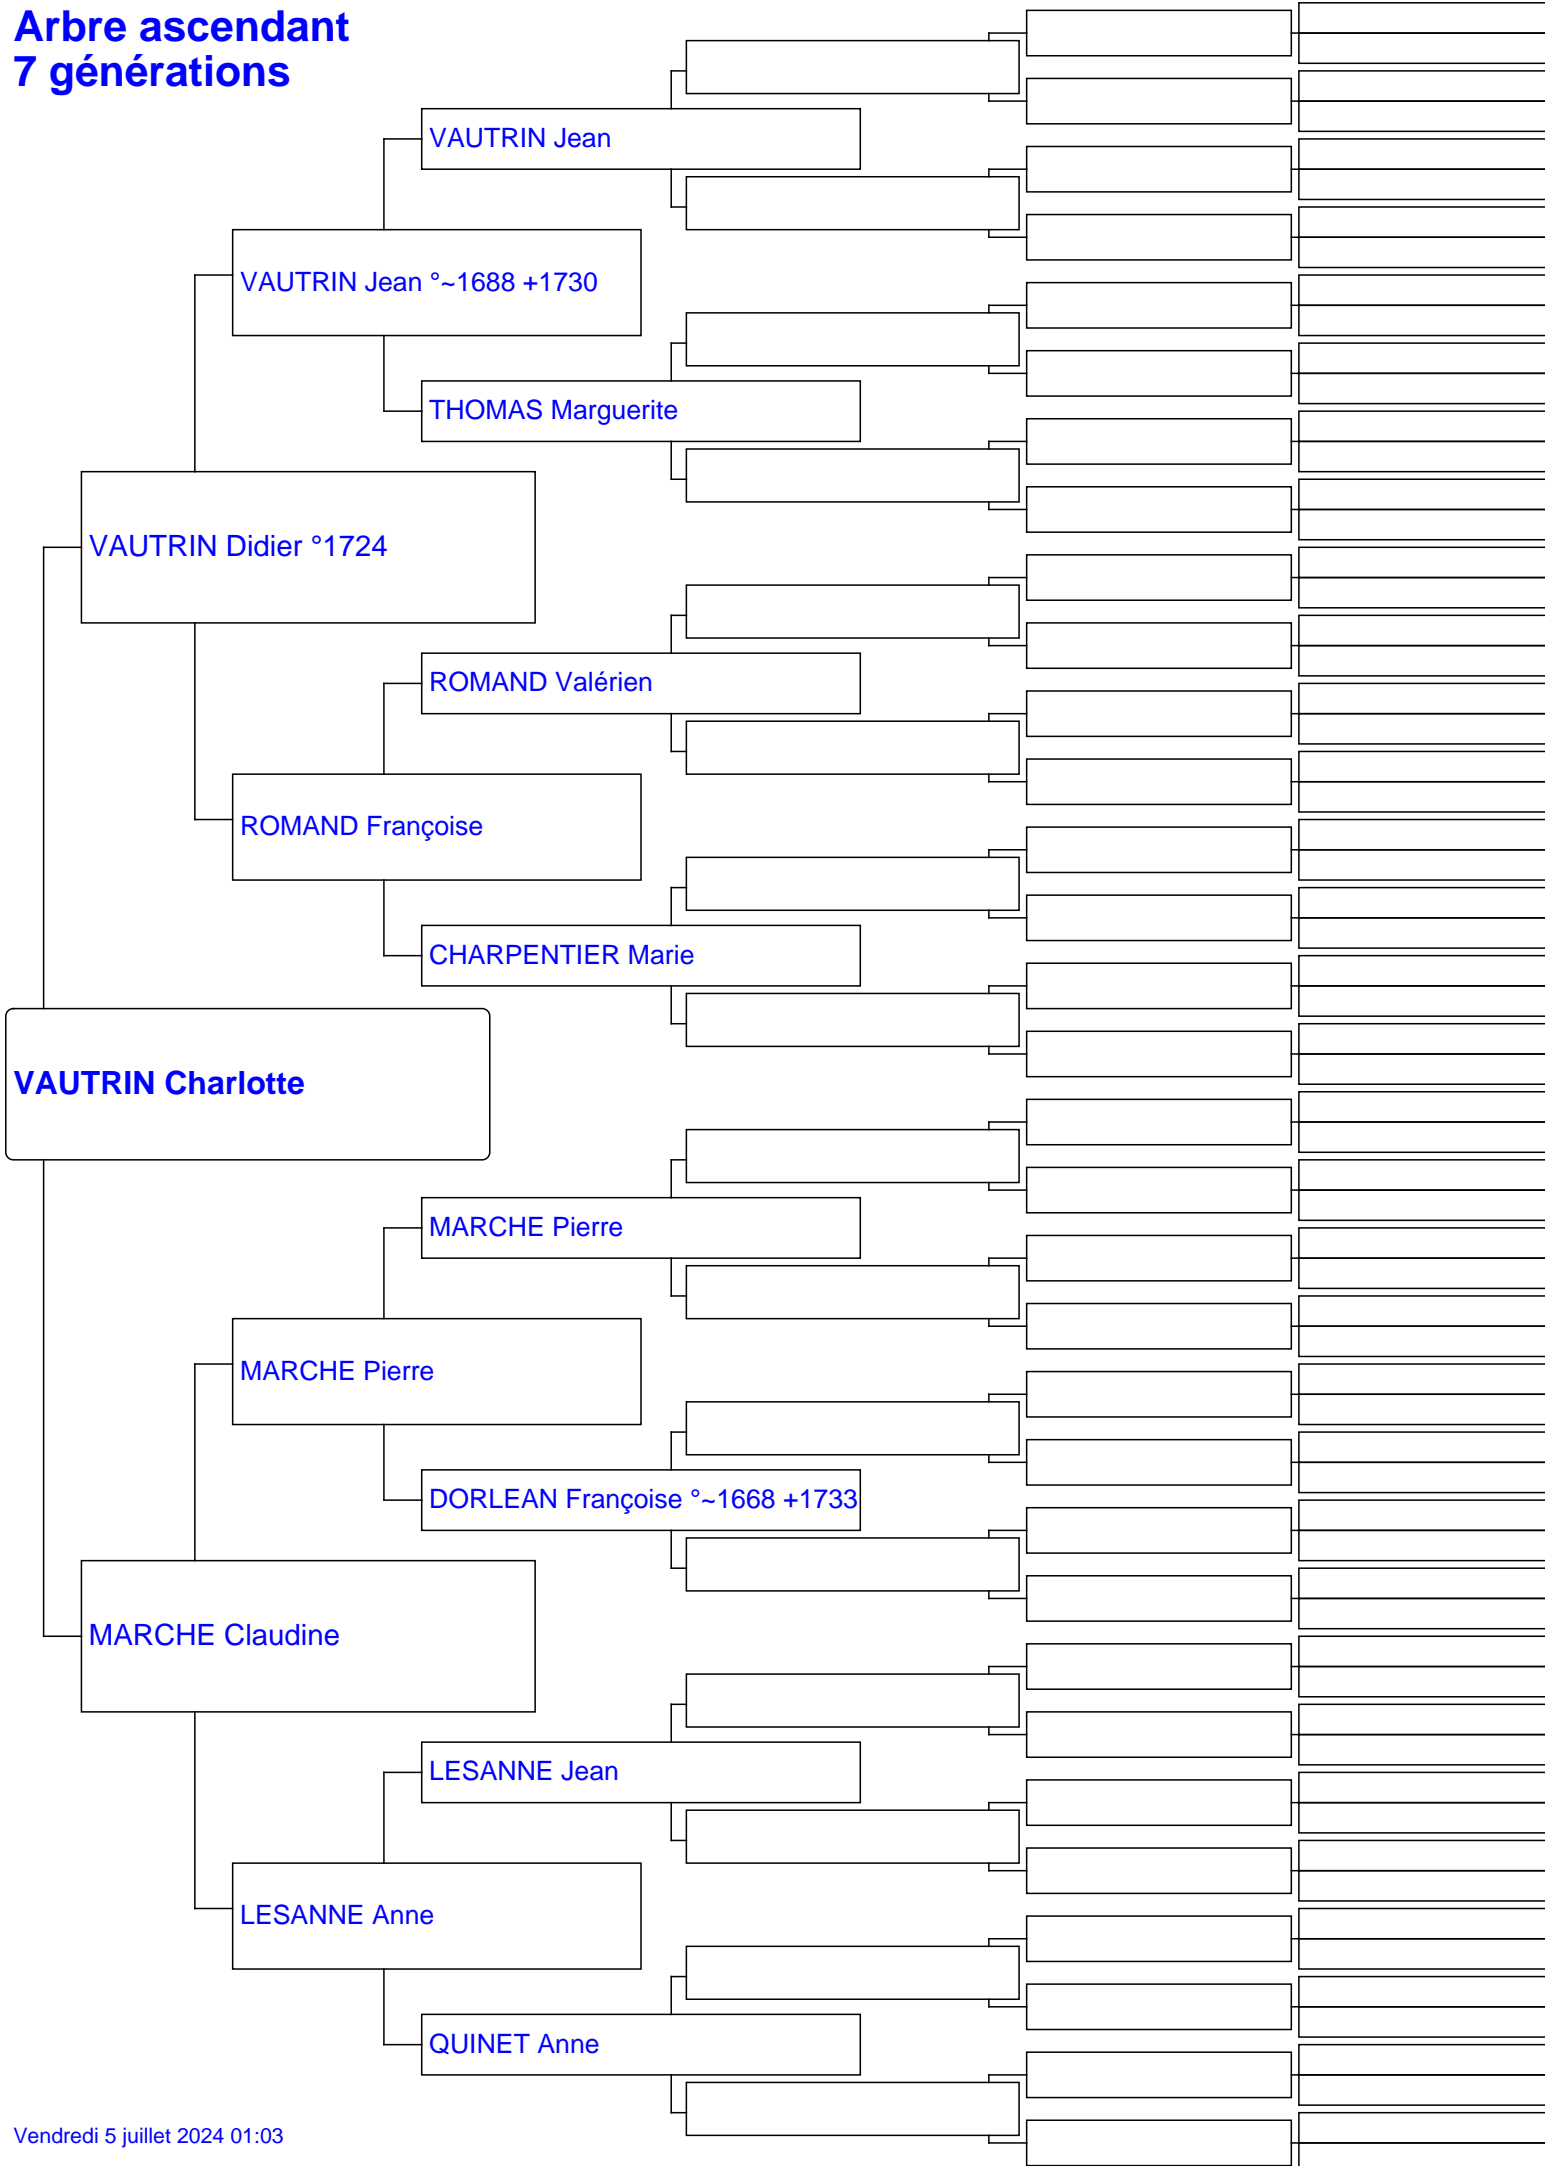 Arbre ascendant
7 générations
VAUTRIN Jean
VAUTRIN Jean °~1688 +1730
THOMAS Marguerite
VAUTRIN Didier °1724
ROMAND Valérien
ROMAND Françoise
CHARPENTIER Marie
VAUTRIN Charlotte
MARCHE Pierre
MARCHE Pierre
DORLEAN Françoise °~1668 +1733
MARCHE Claudine
LESANNE Jean
LESANNE Anne
QUINET Anne
Vendredi 5 juillet 2024 01:03